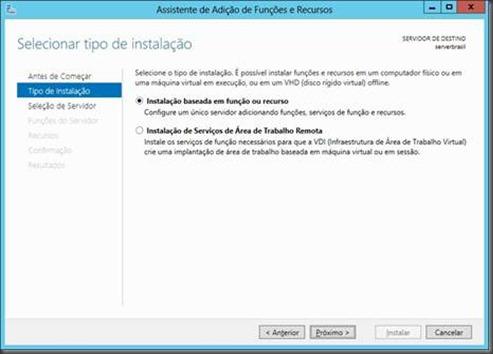 Assistente de Adição de Funções e Recursos
Selecionar tipo de instalação
SERVIDOR DE DESTINO
serverbrasil
Antes de Começar
Tipo de Instalação
Seleção de Servidor
Funções do Servidor
Recursos
Confirmação
Resultados
Selecione o tipo de instalação. É possível instalar funções e recursos em um computador físico ou em
uma máquina virtual em execução, ou em um VHD (disco rígido virtual) offline.
Instalação baseada em função ou recurso
Configure um único servidor adicionando funções, serviços de função e recursos.
Instalação de Serviços de Área de Trabalho Remota
Instale os serviços de função necessários para que a VDI (Infraestrutura de Área de Trabalho Virtual)
crie uma implantação de área de trabalho baseada em máquina virtual ou em sessão.
< Anterior
Próximo >
Instalar
Cancelar